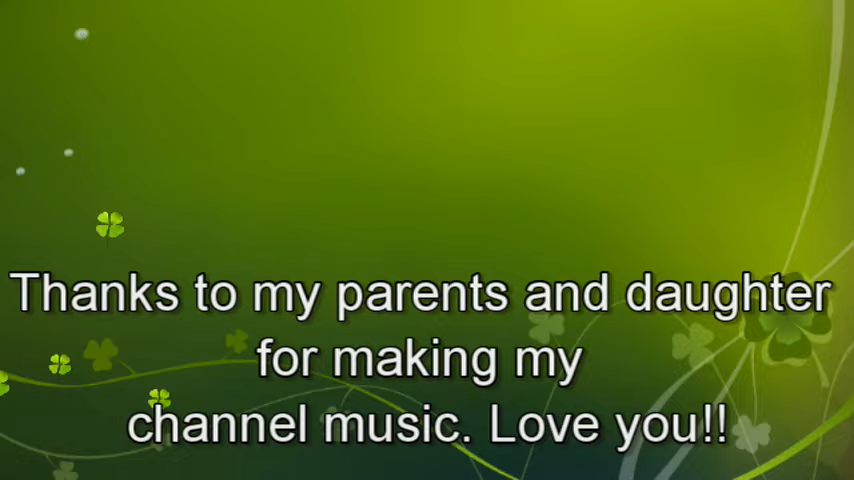 Thanks to my parents and daughter
for making my
channel music. Love you!!